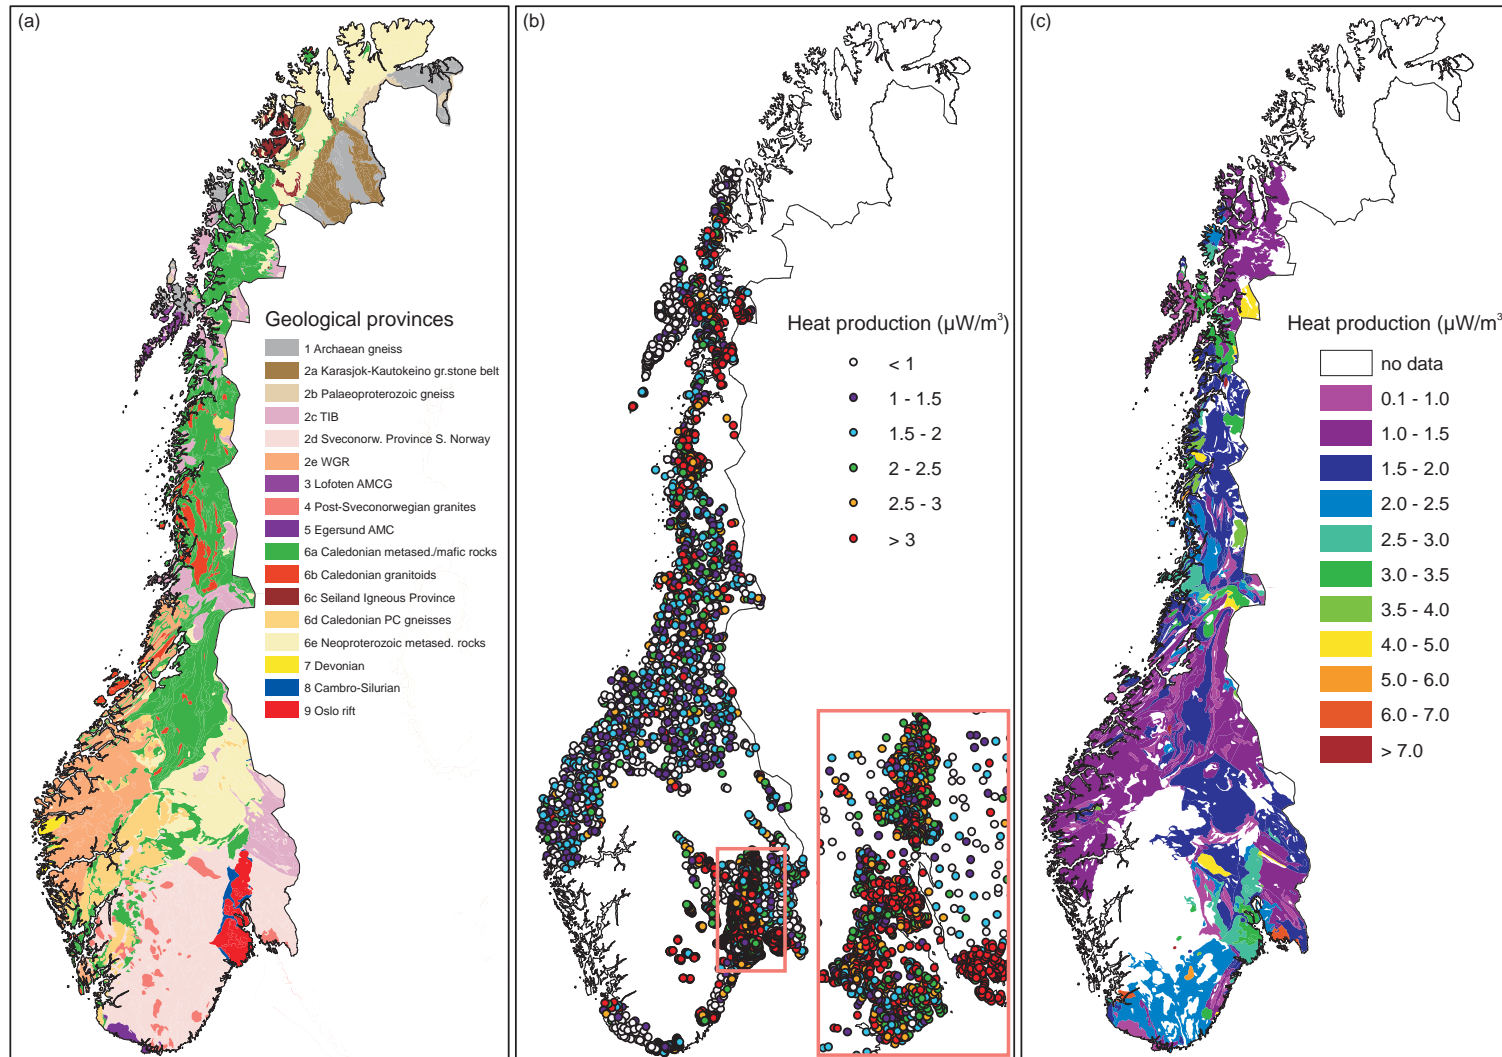 (a)
Geological provinces
1 Archaean gneiss
2a Karasjok-Kautokeino gr.stone belt
2b Palaeoproterozoic gneiss
2c TIB
2d Sveconorw. Province S. Norway
2e WGR
3 Lofoten AMCG
4 Post-Sveconorwegian granites
5 Egersund AMC
6a Caledonian metased./mafic rocks
6b Caledonian granitoids
6c Seiland Igneous Province
6d Caledonian PC gneisses
6e Neoproterozoic metased. rocks
7 Devonian
8 Cambro-Silurian
9 Oslo rift
(b)
Heat production (µW/m³)
< 1
1 - 1.5
1.5 - 2
2 - 2.5
2.5 - 3
> 3
(c)
Heat production (µW/m³
no data
0.1 - 1.0
1.0 - 1.5
1.5 - 2.0
2.0 - 2.5
2.5 - 3.0
3.0 - 3.5
3.5 - 4.0
4.0 - 5.0
5.0 - 6.0
6.0 - 7.0
> 7.0